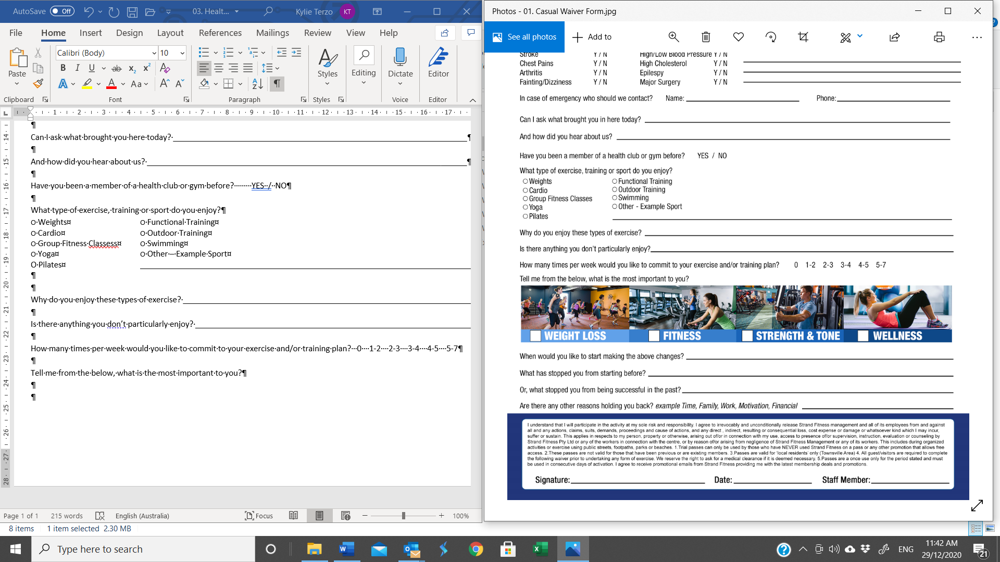 AutoSave Off 03. Healt... Kylie Terzo KT
File Home Insert Design Layout References Mailings Review View Help
Calibri (Body) 10
Paste Styles Editing Dictate Editor
Clipboard Font Paragraph Styles Voice Editor
1 2 3 4 5 6 7 8 9 10 11 12 13 14 15 16 17
¶
Can·I·ask·what·brought·you·here·today?·¶
¶
And·how·did·you·hear·about·us?·¶
¶
Have·you·been·a·member·of·a·health·club·or·gym·before?·········YES··/··NO¶
¶
What·type·of·exercise,·training·or·sport·do·you·enjoy?¶
o·Weights¤ o·Functional·Training¤
o·Cardio¤ o·Outdoor·Training¤
o·Group·Fitness·Classess¤ o·Swimming¤
o·Yoga¤ o·Other·–·Example·Sport¤
O·Pilates¤
¶
¶
Why·do·you·enjoy·these·types·of·exercise?·
¶
Is·there·anything·you·don’t·particularly·enjoy?·
¶
How·many·times·per·week·would·you·like·to·commit·to·your·exercise·and/or·training·plan?···0····1-2····2-3····3-4····4-5····5-7¶
¶
Tell·me·from·the·below,·what·is·the·most·important·to·you?¶
¶
¶
14 15 16 17 18 19 20 21 22 23 24 25 26 27 28
Page 1 of 1 215 words English (Australia) Focus 100%
8 items 1 item selected 2.30 MB
Photos - 01. Casual Waiver Form.jpg
See all photos Add to
Stroke Y / N High/Low Blood Pressure Y / N
Chest Pains Y / N High Cholesterol Y / N
Arthritis Y / N Epilespy Y / N
Fainting/Dizziness Y / N Major Surgery Y / N
In case of emergency who should we contact? Name: Phone:
Can I ask what brought you in here today?
And how did you hear about us?
Have you been a member of a health club or gym before? YES / NO
What type of exercise, training or sport do you enjoy?
Weights Functional Training
Cardio Outdoor Training
Group Fitness Classes Swimming
Yoga Other - Example Sport
Pilates
Why do you enjoy these types of exercise?
Is there anything you don’t particularly enjoy?
How many times per week would you like to commit to your exercise and/or training plan? 0 1-2 2-3 3-4 4-5 5-7
Tell me from the below, what is the most important to you?
WEIGHT LOSS FITNESS STRENGTH & TONE WELLNESS
When would you like to start making the above changes?
What has stopped you from starting before?
Or, what stopped you from being successful in the past?
Are there any other reasons holding you back? example Time, Family, Work, Motivation, Financial
I understand that I will participate in the activity at my sole risk and responsibility. I agree to irrevocably and unconditionally release Strand Fitness management and all of its employees from and against
all and any actions, claims, suits, demands, proceedings and cause of actions, and any direct , indirect, resulting or consequential loss, cost expense or damage or whatsoever kind which I may incur,
suffer or sustain. This applies in respects to my person, property or otherwise, arising out of/or in connection with my use, access to presence of/or supervision, instruction, evaluation or counseling by
Strand Fitness Pty Ltd or any of the workers in connection with the centre, or by reason of/or arising from negligence of Strand Fitness Management or any of its workers. This includes during organized
activities or exercise using public streets, footpaths, parks or beaches. 1.Trial passes can only be used by those who have NEVER used Strand Fitness on a pass or any other promotion that allows free
access. 2.These passes are not valid for those that have been previous or are existing members. 3.Passes are valid for ‘local residents’ only (Townsville Area) 4. All guest/visitors are required to complete
the following waiver prior to undertaking any form of exercise. We reserve the right to ask for a medical clearance if it is deemed necessary. 5.Passes are a once use only for the period stated and must
be used in consecutive days of activation. I agree to receive promotional emails from Strand Fitness providing me with the latest membership deals and promotions.
Signature: Date: Staff Member:
Type here to search ENG 11:42 AM
29/12/2020 21